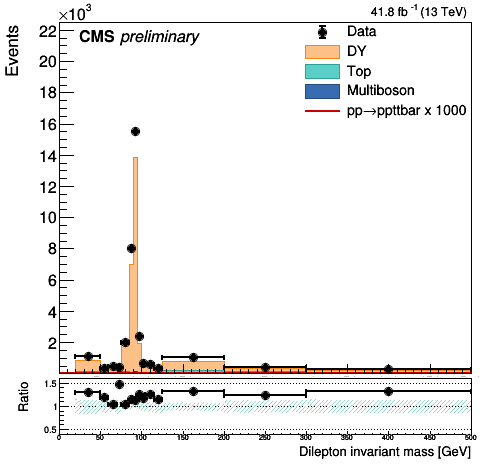 ×10³
41.8 fb⁻¹ (13 TeV)
Events
CMS preliminary
Data
DY
Top
Multiboson
pp→ppttbar x 1000
22
20
18
16
14
12
10
8
6
4
2
Ratio
1.5
1
0.5
0 50 100 150 200 250 300 350 400 450 500
Dilepton invariant mass [GeV]